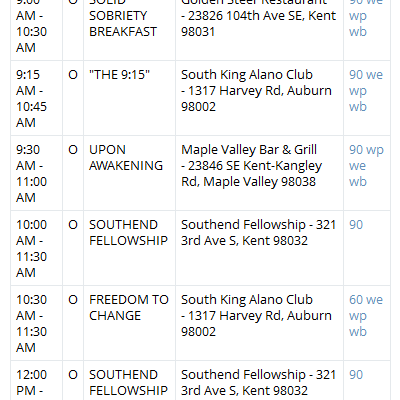 9:00 O SOLID Golden Steer Restaurant 90 we
AM - SOBRIETY - 23826 104th Ave SE, Kent wp
10:30 BREAKFAST 98031 wb
AM
9:15 O "THE 9:15" South King Alano Club 90 we
AM - - 1317 Harvey Rd, Auburn wp
10:45 98002 wb
AM
9:30 O UPON Maple Valley Bar & Grill 90 wp
AM - AWAKENING - 23846 SE Kent-Kangley we
11:00 Rd, Maple Valley 98038 wb
AM
10:00 O SOUTHEND Southend Fellowship - 321 90
AM - FELLOWSHIP 3rd Ave S, Kent 98032
11:30
AM
10:30 O FREEDOM TO South King Alano Club 60 we
AM - CHANGE - 1317 Harvey Rd, Auburn wp
11:30 98002 wb
AM
12:00 O SOUTHEND Southend Fellowship - 321 90
PM - FELLOWSHIP 3rd Ave S, Kent 98032